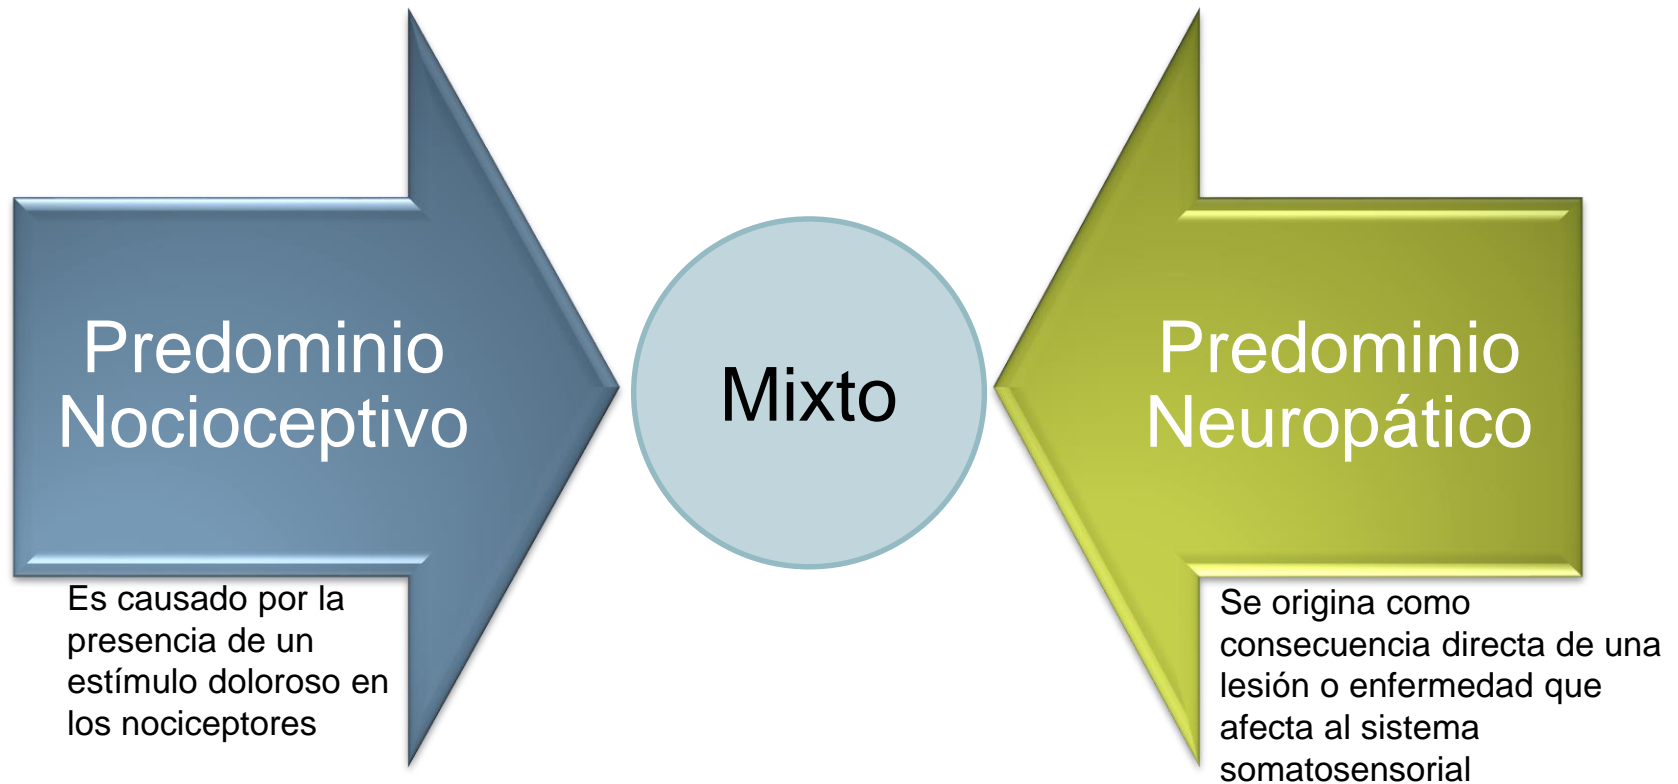 Predominio
Nocioceptivo
Es causado por la
presencia de un
estímulo doloroso en
los nociceptores
Mixto
Predominio
Neuropático
Se origina como
consecuencia directa de una
lesión o enfermedad que
afecta al sistema
somatosensorial